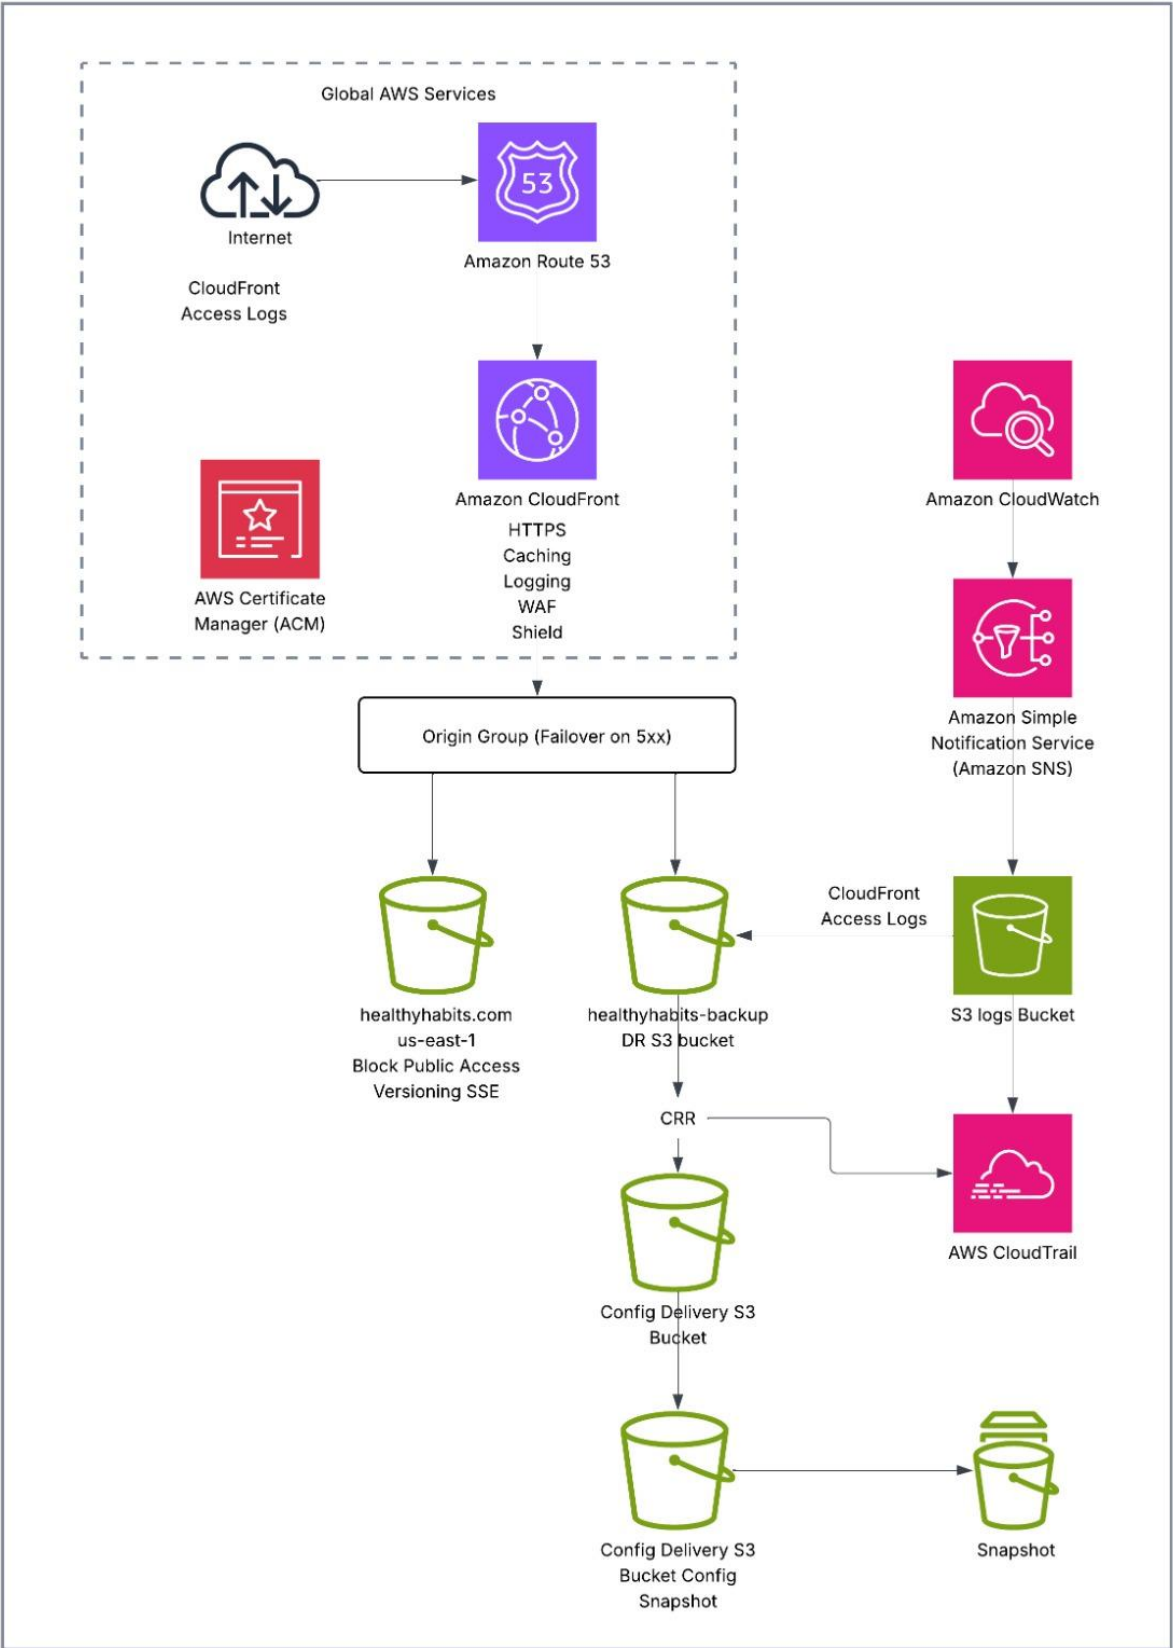 Global AWS Services
Internet
53
Amazon Route 53
CloudFront
Access Logs
Amazon CloudFront
HTTPS
Caching
Logging
WAF
Shield
AWS Certificate
Manager (ACM)
Amazon CloudWatch
Amazon Simple
Notification Service
(Amazon SNS)
Origin Group (Failover on 5xx)
CloudFront
Access Logs
healthyhabits.com
us-east-1
Block Public Access
Versioning SSE
healthyhabits-backup
DR S3 bucket
S3 logs Bucket
CRR
AWS CloudTrail
Config Delivery S3
Bucket
Config Delivery S3
Bucket Config
Snapshot
Snapshot